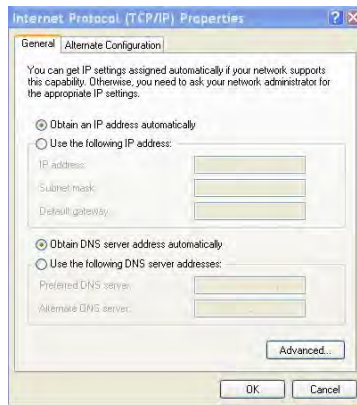 Internet Protocol (TCP/IP) Properties
General
Alternate Configuration
You can get IP settings assigned automatically if your network supports
this capability. Otherwise, you need to ask your network administrator for
the appropriate IP settings.
Obtain an IP address automatically
Use the following IP address:
IP address:
Subnet mask:
Default gateway:
Obtain DNS server address automatically
Use the following DNS server addresses:
Preferred DNS server:
Alternate DNS server:
Advanced...
OK
Cancel